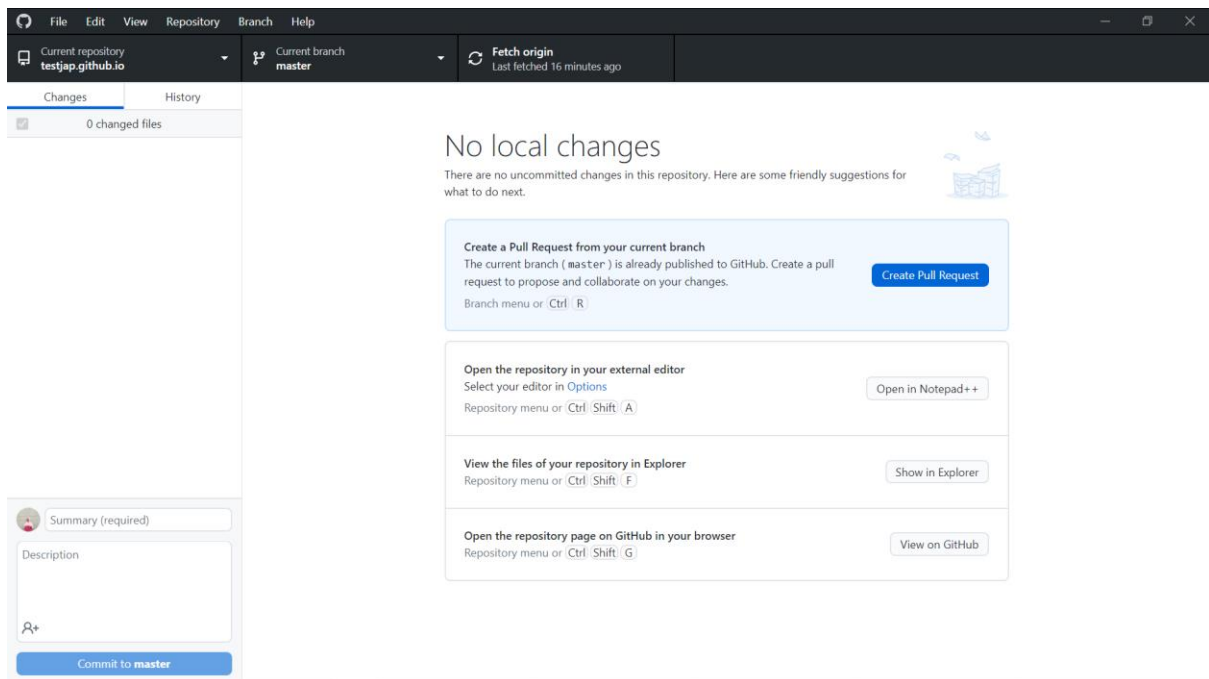 File Edit View Repository Branch Help
Current repository
testjap.github.io
Current branch
master
Fetch origin
Last fetched 16 minutes ago
Changes History
0 changed files
No local changes
There are no uncommitted changes in this repository. Here are some friendly suggestions for
what to do next.
Create a Pull Request from your current branch
The current branch (master) is already published to GitHub. Create a pull
request to propose and collaborate on your changes.
Branch menu or Ctrl R
Create Pull Request
Open the repository in your external editor
Select your editor in Options
Repository menu or Ctrl Shift A
Open in Notepad++
View the files of your repository in Explorer
Repository menu or Ctrl Shift F
Show in Explorer
Open the repository page on GitHub in your browser
Repository menu or Ctrl Shift G
View on GitHub
Summary (required)
Description
Commit to master